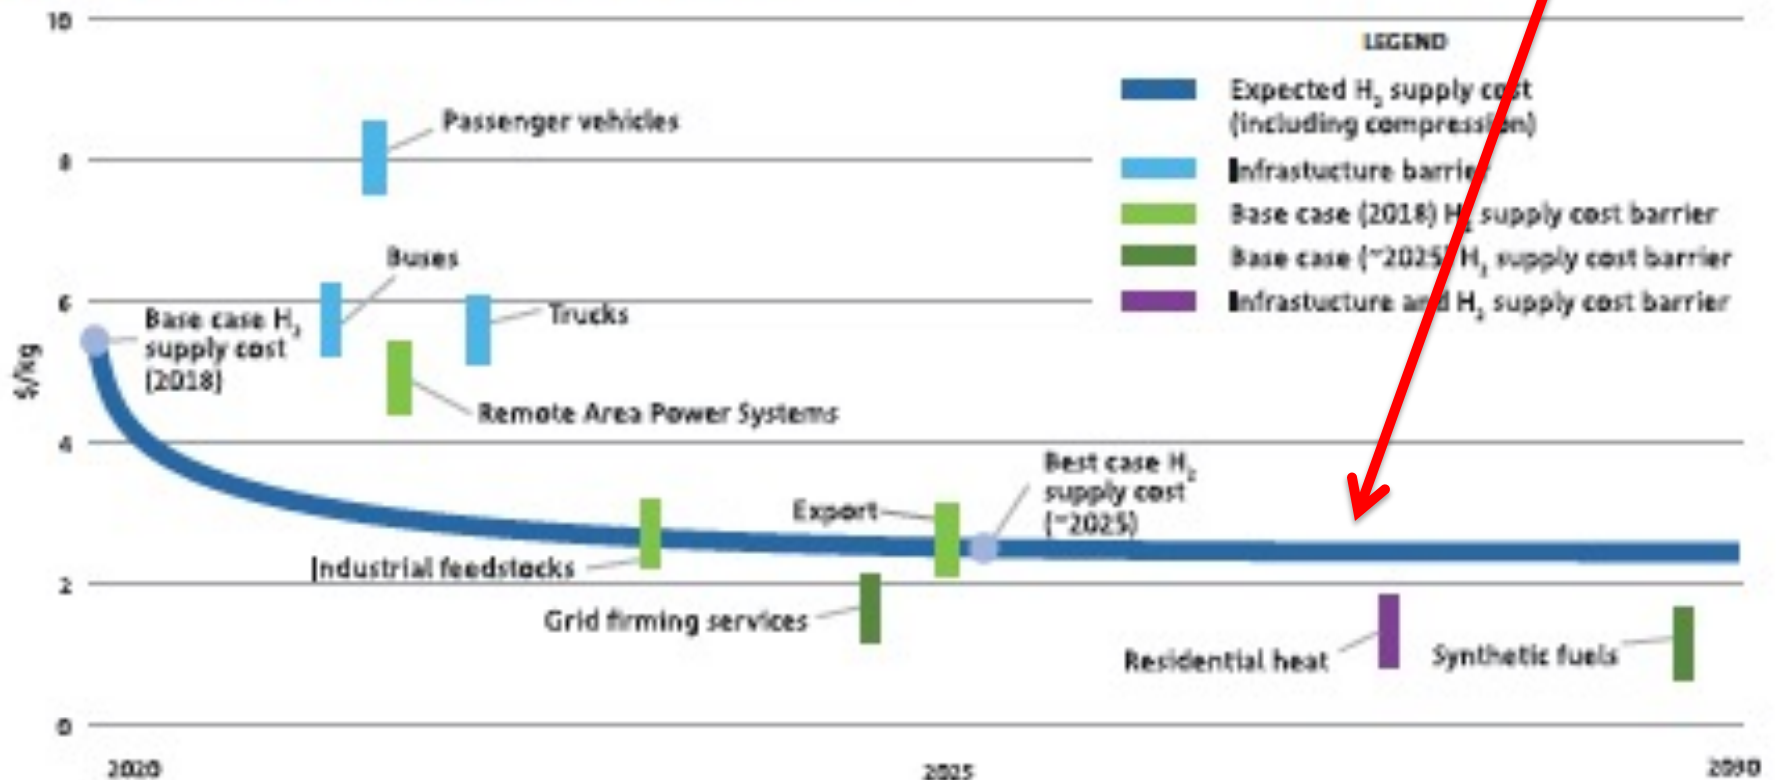 10
LEGEND
Expected H2 supply cost
(including compression)
Infrastucture barrier
Base case (2018) H2 supply cost barrier
Base case (~2025) H2 supply cost barrier
Infrastucture and H2 supply cost barrier
Passenger vehicles
8
Buses
6
Trucks
Base case H2
supply cost
(2018)
$/kg
Remote Area Power Systems
4
Best case H2
supply cost
(~2025)
Export
Industrial feedstocks
2
Grid firming services
Residential heat
Synthetic fuels
0
2020
2025
2030